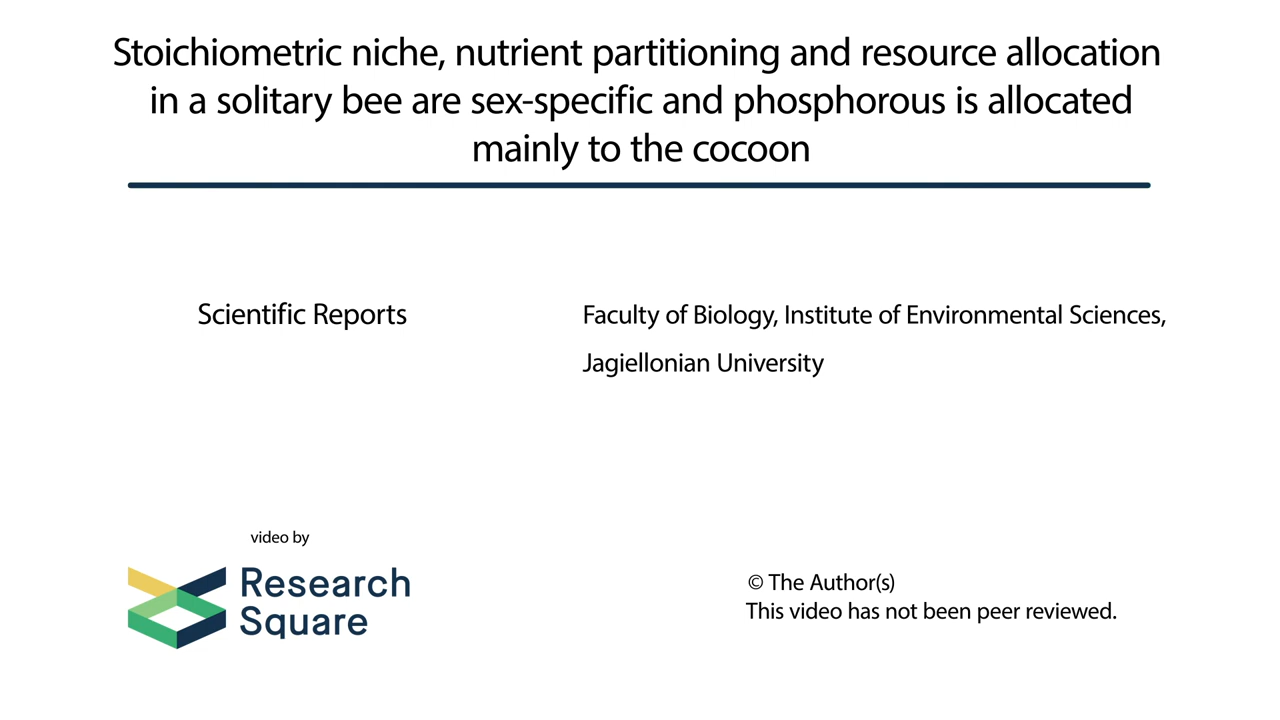 Stoichiometric niche, nutrient partitioning and resource allocation
in a solitary bee are sex-specific and phosphorous is allocated
mainly to the cocoon
Scientific Reports
Faculty of Biology, Institute of Environmental Sciences,
Jagiellonian University
video by
Research
Square
© The Author(s)
This video has not been peer reviewed.